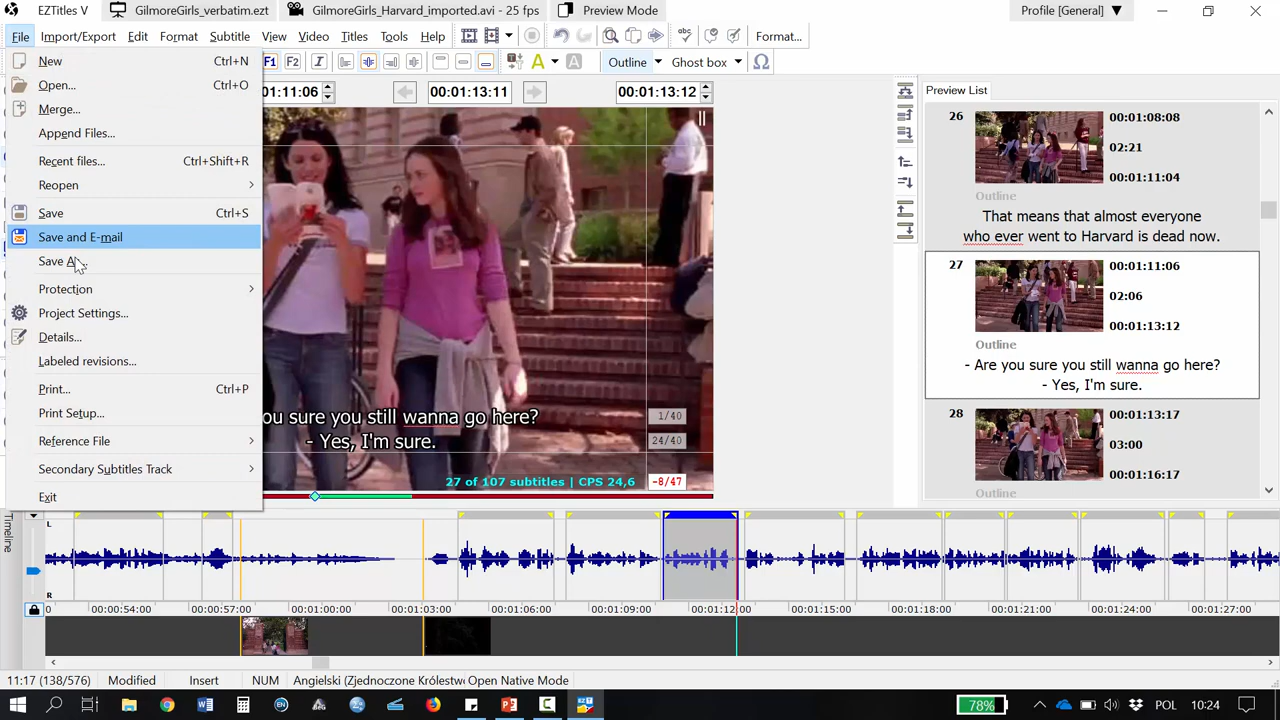 EZTitles V
GilmoreGirls_verbatim.ezt
GilmoreGirls_Harvard_imported.avi - 25 fps
Preview Mode
Profile [General] ▼
File
Import/Export
Edit
Format
Subtitle
View
Video
Titles
Tools
Help
Format...
F1
F2
I
A
A
Outline
Ghost box
Ω
New Ctrl+N
Open... Ctrl+O
Merge...
Append Files...
Recent files... Ctrl+Shift+R
Reopen
Save Ctrl+S
Save and E-mail
Save A
Protection
Project Settings...
Details...
Labeled revisions...
Print... Ctrl+P
Print Setup...
Reference File
Secondary Subtitles Track
Exit
:11:06
00:01:13:11
00:01:13:12
ou sure you still wanna go here?
- Yes, I'm sure.
1/40
24/40
27 of 107 subtitles | CPS 24,6
-8/47
Preview List
26
00:01:08:08
02:21
00:01:11:04
Outline
That means that almost everyone
who ever went to Harvard is dead now.
27
00:01:11:06
02:06
00:01:13:12
Outline
- Are you sure you still wanna go here?
- Yes, I'm sure.
28
00:01:13:17
03:00
00:01:16:17
Outline
Timeline
L
R
0 00:00:54:00 00:00:57:00 00:01:00:00 00:01:03:00 00:01:06:00 00:01:09:00 00:01:12:00 00:01:15:00 00:01:18:00 00:01:21:00 00:01:24:00 00:01:27:00
11:17 (138/576) Modified Insert NUM Angielski (Zjednoczone Królestw Open Native Mode
78%
POL
10:24